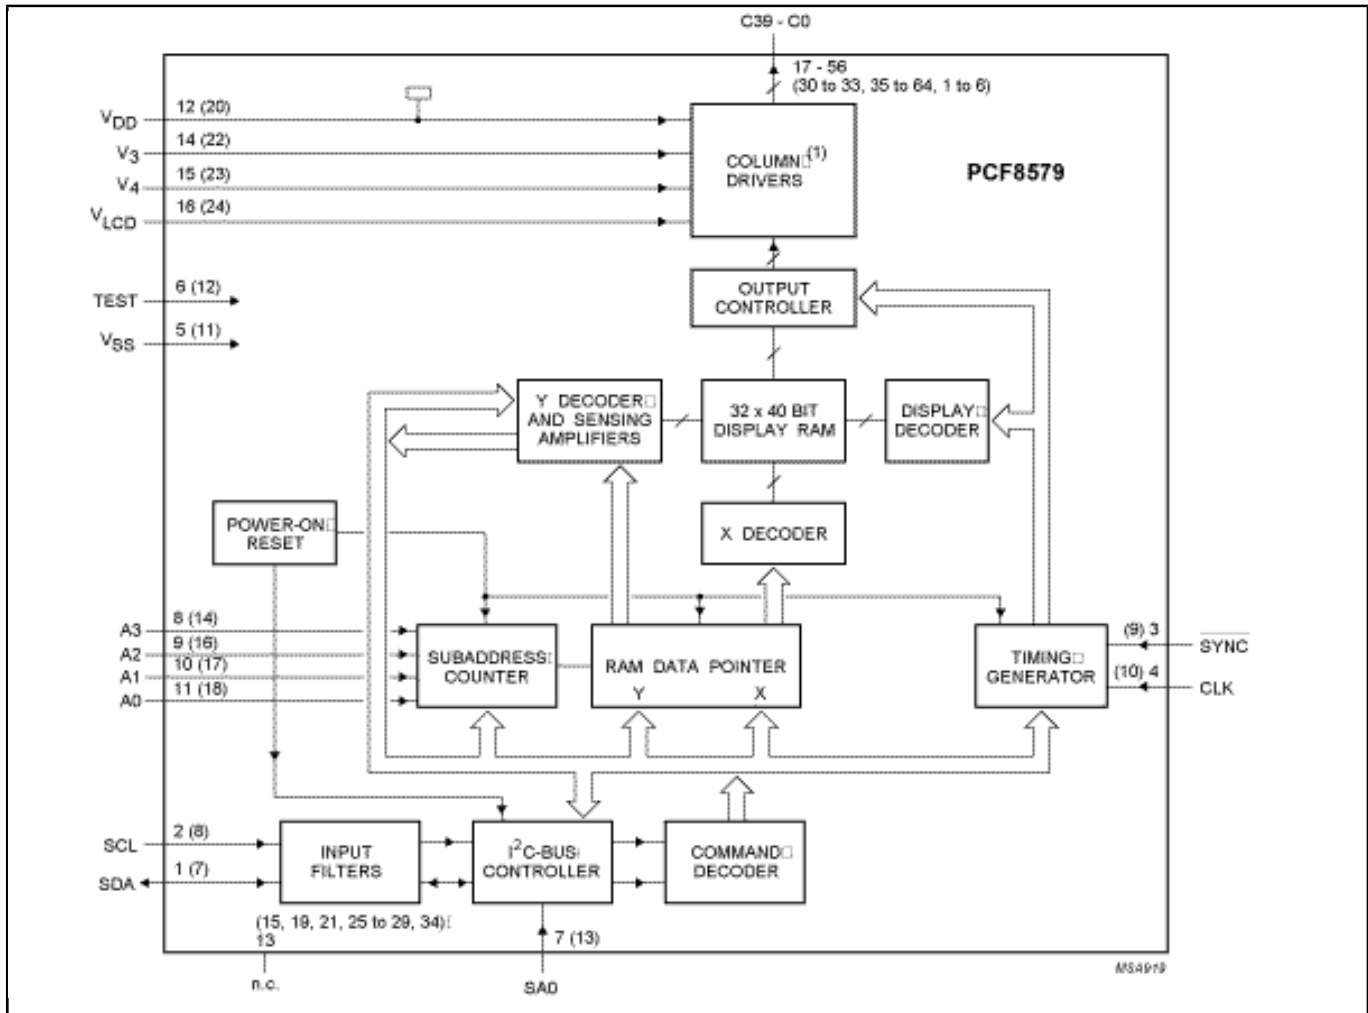 C39 - C0
17 - 56
(30 to 33, 35 to 64, 1 to 6)
VDD
12 (20)
V3
14 (22)
V4
15 (23)
VLCD
16 (24)
COLUMN (1)
DRIVERS
PCF8579
TEST
6 (12)
VSS
5 (11)
OUTPUT
CONTROLLER
Y DECODER
AND SENSING
AMPLIFIERS
32 x 40 BIT
DISPLAY RAM
DISPLAY
DECODER
POWER-ON
RESET
X DECODER
A3
8 (14)
A2
9 (16)
A1
10 (17)
A0
11 (18)
SUBADDRESS
COUNTER
RAM DATA POINTER
Y X
TIMING
GENERATOR
(9) 3
SYNC
(10) 4
CLK
SCL
2 (8)
SDA
1 (7)
INPUT
FILTERS
I2C-BUS
CONTROLLER
COMMAND
DECODER
(15, 19, 21, 25 to 29, 34)
13
7 (13)
n.c.
SA0
MSA919